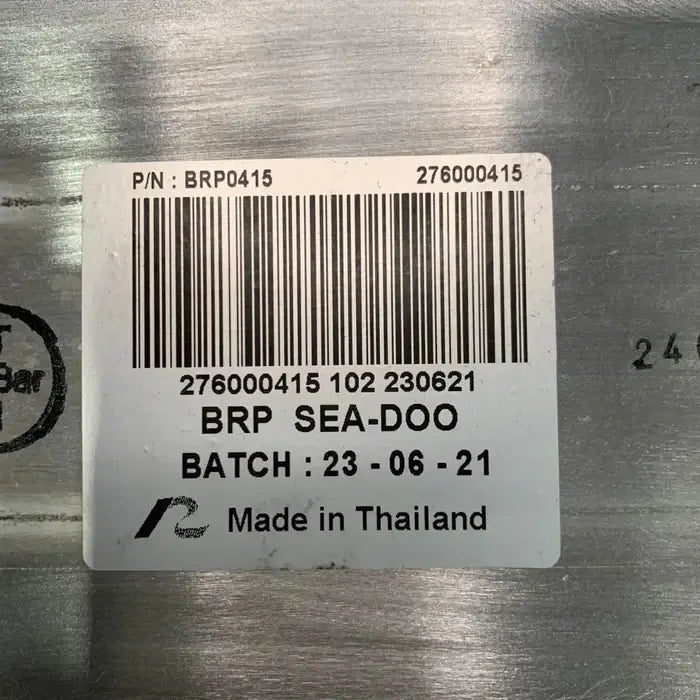 P/N : BRP0415 276000415
276000415 102 230621
BRP SEA-DOO
BATCH : 23 - 06 - 21
Made in Thailand
Bar
24